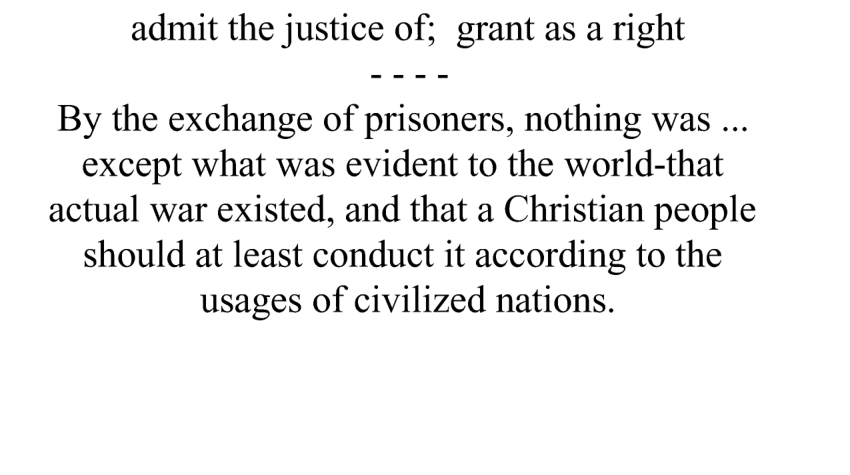 admit the justice of;  grant as a right
- - - -
By the exchange of prisoners, nothing was ...
except what was evident to the world-that
actual war existed, and that a Christian people
should at least conduct it according to the
usages of civilized nations.